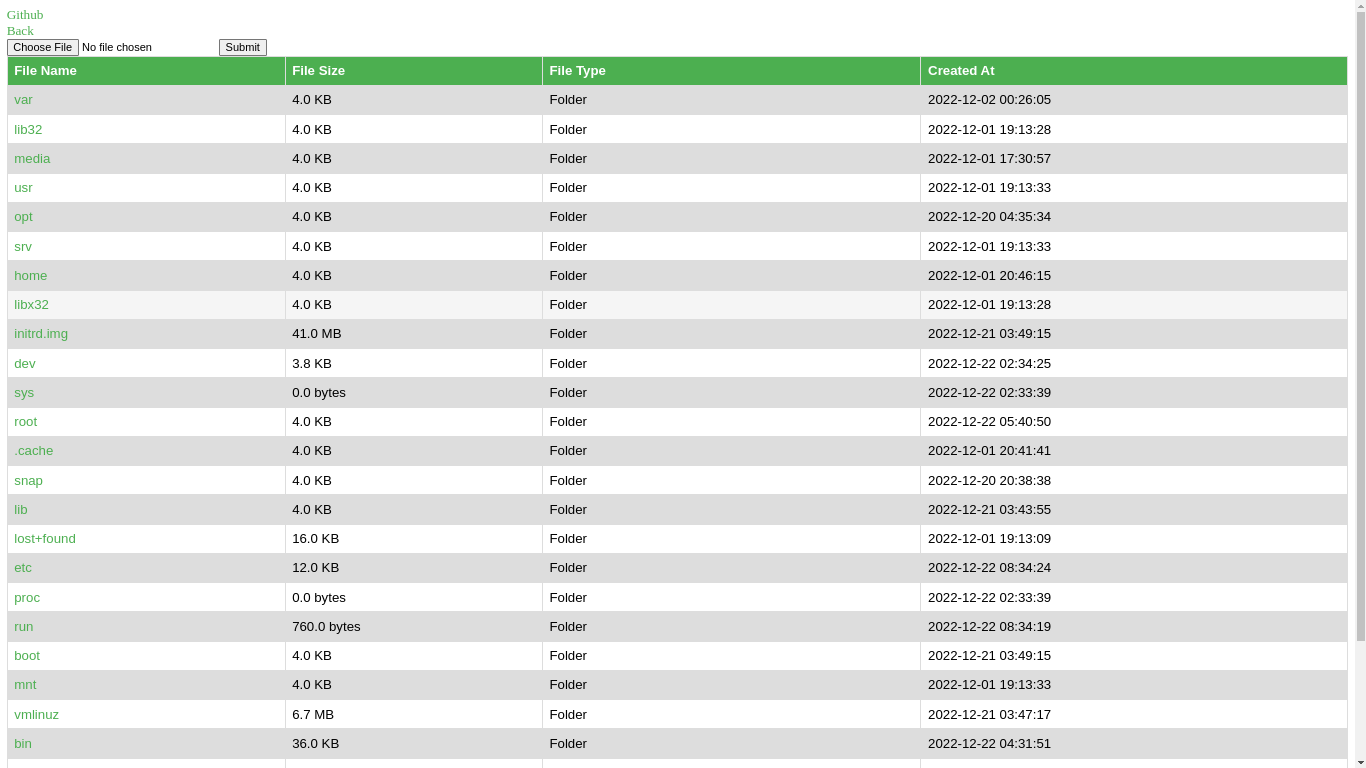 Github
Back
Choose File No file chosen Submit
File Name File Size File Type Created At
var 4.0 KB Folder 2022-12-02 00:26:05
lib32 4.0 KB Folder 2022-12-01 19:13:28
media 4.0 KB Folder 2022-12-01 17:30:57
usr 4.0 KB Folder 2022-12-01 19:13:33
opt 4.0 KB Folder 2022-12-20 04:35:34
srv 4.0 KB Folder 2022-12-01 19:13:33
home 4.0 KB Folder 2022-12-01 20:46:15
libx32 4.0 KB Folder 2022-12-01 19:13:28
initrd.img 41.0 MB Folder 2022-12-21 03:49:15
dev 3.8 KB Folder 2022-12-22 02:34:25
sys 0.0 bytes Folder 2022-12-22 02:33:39
root 4.0 KB Folder 2022-12-22 05:40:50
.cache 4.0 KB Folder 2022-12-01 20:41:41
snap 4.0 KB Folder 2022-12-20 20:38:38
lib 4.0 KB Folder 2022-12-21 03:43:55
lost+found 16.0 KB Folder 2022-12-01 19:13:09
etc 12.0 KB Folder 2022-12-22 08:34:24
proc 0.0 bytes Folder 2022-12-22 02:33:39
run 760.0 bytes Folder 2022-12-22 08:34:19
boot 4.0 KB Folder 2022-12-21 03:49:15
mnt 4.0 KB Folder 2022-12-01 19:13:33
vmlinuz 6.7 MB Folder 2022-12-21 03:47:17
bin 36.0 KB Folder 2022-12-22 04:31:51